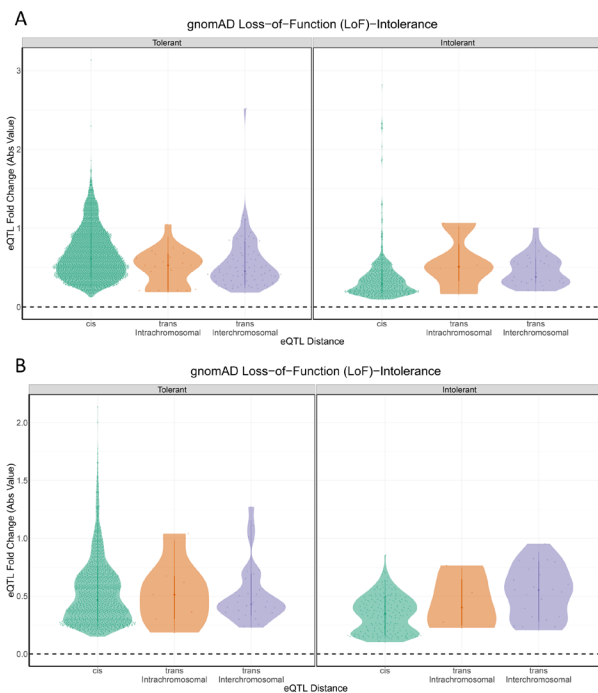 A
gnomAD Loss-of-Function (LoF)-Intolerance
Tolerant
Intolerant
eQTL Fold Change (Abs Value)
3
2
1
0
cis
trans
Intrachromosomal
trans
Interchromosomal
cis
trans
Intrachromosomal
trans
Interchromosomal
eQTL Distance
B
gnomAD Loss-of-Function (LoF)-Intolerance
Tolerant
Intolerant
eQTL Fold Change (Abs Value)
2.0
1.5
1.0
0.5
0.0
cis
trans
Intrachromosomal
trans
Interchromosomal
cis
trans
Intrachromosomal
trans
Interchromosomal
eQTL Distance